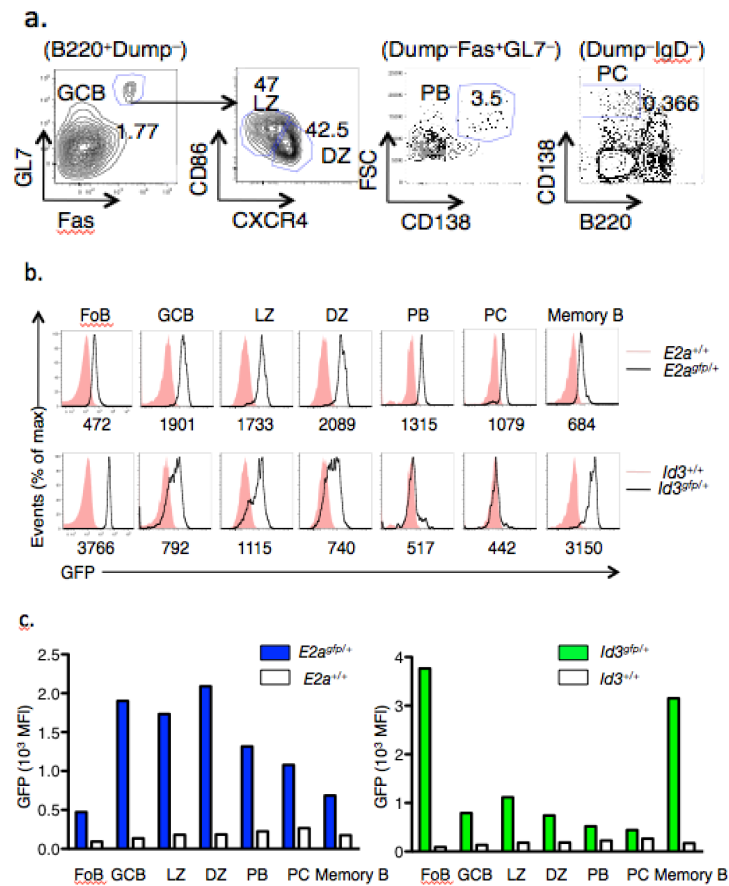 a.
(B220+Dump–)
(Dump–Fas+GL7–)
(Dump–IgD–)
GCB
1.77
GL7
Fas
47
LZ
42.5
DZ
CD86
CXCR4
PB
3.5
FSC
CD138
PC
0.366
CD138
B220
b.
FoB GCB LZ DZ PB PC Memory B
E2a+/+
E2agfp/+
472 1901 1733 2089 1315 1079 684
Id3+/+
Id3gfp/+
3766 792 1115 740 517 442 3150
Events (% of max)
GFP
c.
E2agfp/+
E2a+/+
GFP (10³ MFI)
2.5
2.0
1.5
1.0
0.5
0.0
FoB GCB LZ DZ PB PC Memory B
Id3gfp/+
Id3+/+
GFP (10³ MFI)
4
3
2
1
0
FoB GCB LZ DZ PB PC Memory B